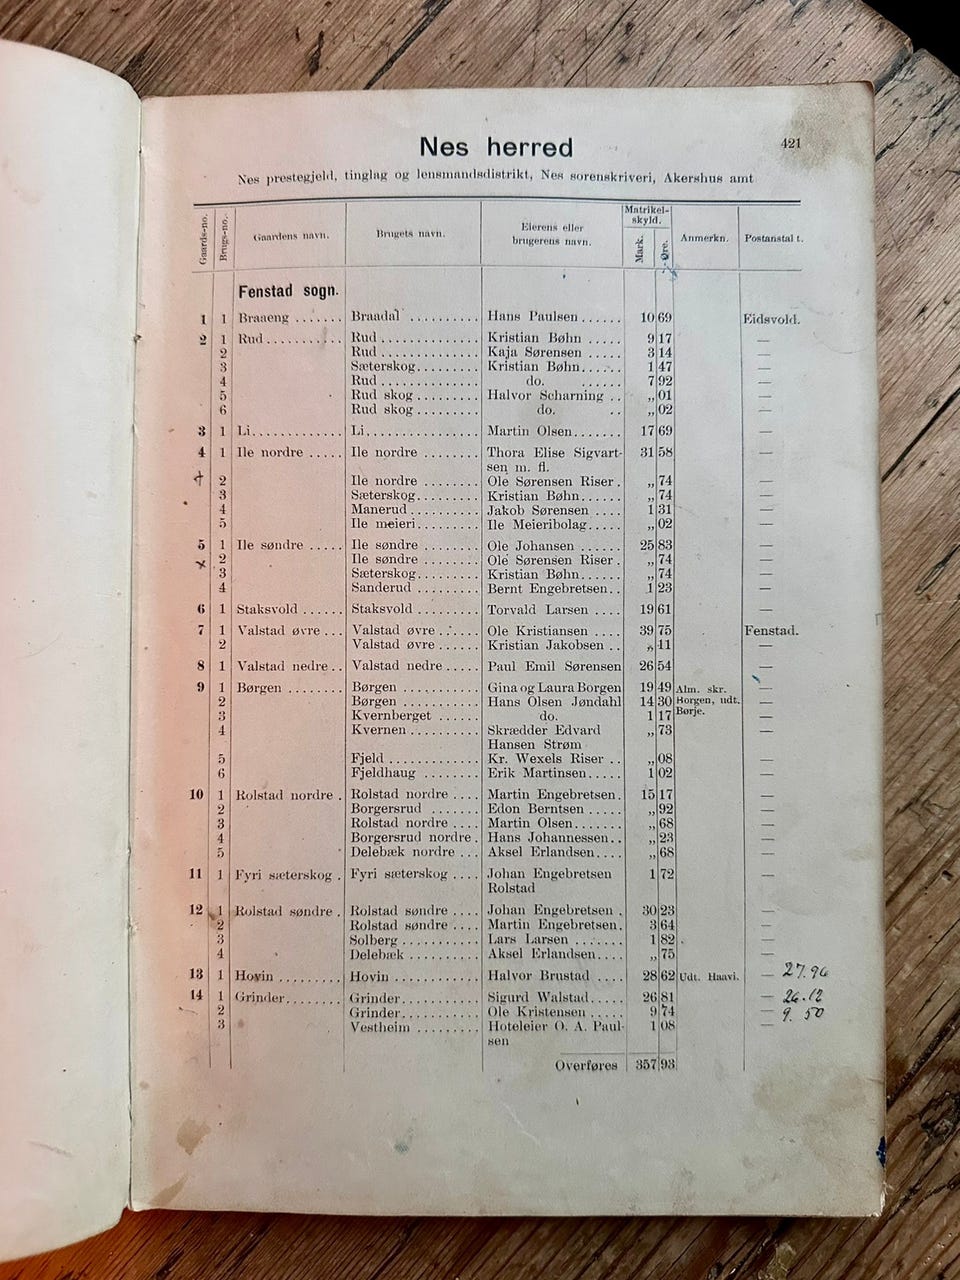 Nes herred
421
Nes prestegjeld, tinglag og lensmandsdistrikt, Nes sorenskriveri, Akershus amt
Gaards-no. Brugs-no. Gaardens navn. Brugets navn. Eierens eller brugerens navn. Matrikel-skyld. Mark. Øre. Anmerkn. Postanstalt.
Fenstad sogn.
1 1 Braaeng ....... Braadal .......... Hans Paulsen ...... 10 69 Eidsvold.
2 1 Rud ........... Rud .............. Kristian Bøhn ..... 9 17 —
2 Rud .............. Kaja Sørensen ..... 3 14 —
3 Sæterskog ......... Kristian Bøhn ..... 1 47 —
4 Rud .............. do. ...... 7 92 —
5 Rud skog ......... Halvor Scharning .. „ 01 —
6 Rud skog ......... do. .. „ 02 —
3 1 Li ............ Li ............... Martin Olsen ....... 17 69 —
4 1 Ile nordre ..... Ile nordre ........ Thora Elise Sigvart- 31 58 —
sen m. fl.
2 Ile nordre ........ Ole Sørensen Riser . „ 74 —
3 Sæterskog ......... Kristian Bøhn ..... „ 74 —
4 Manerud ......... Jakob Sørensen .... 1 31 —
5 Ile meieri ......... Ile Meieribolag ..... „ 02 —
5 1 Ile søndre ..... Ile søndre ........ Ole Johansen ...... 25 83 —
2 Ile søndre ........ Ole Sørensen Riser . „ 74 —
3 Sæterskog ......... Kristian Bøhn ..... „ 74 —
4 Sanderud ......... Bernt Engebretsen .. 1 23 —
6 1 Staksvold ...... Staksvold ......... Torvald Larsen .... 19 61 —
7 1 Valstad øvre ... Valstad øvre ...... Ole Kristiansen .... 39 75 Fenstad.
2 Valstad øvre ...... Kristian Jakobsen .. „ 41 —
8 1 Valstad nedre .. Valstad nedre ..... Paul Emil Sørensen 26 54 —
9 1 Børgen ........ Børgen ........... Gina og Laura Borgen 19 49 Alm. skr. —
2 Børgen ........... Hans Olsen Jøndahl 14 30 Borgen, udt. —
3 Kvernberget ...... do. 1 17 Børje. —
4 Kvernen .......... Skrædder Edvard „ 73 —
Hansen Strøm
5 Fjeld ............. Kr. Wexels Riser .. „ 08 —
6 Fjeldhaug ........ Erik Martinsen ..... 1 02 —
10 1 Rolstad nordre . Rolstad nordre .... Martin Engebretsen . 15 17 —
2 Borgersrud ....... Edon Berntsen .... „ 92 —
3 Rolstad nordre .... Martin Olsen ....... „ 68 —
4 Borgersrud nordre . Hans Johannessen .. „ 23 —
5 Delebæk nordre ... Aksel Erlandsen .... „ 68 —
11 1 Fyri sæterskog . Fyri sæterskog .... Johan Engebretsen 1 72 —
Rolstad
12 1 Rolstad søndre . Rolstad søndre .... Johan Engebretsen . 30 23 —
2 Rolstad søndre .... Martin Engebretsen . 3 64 —
3 Solberg .......... Lars Larsen ....... 1 82 —
4 Delebæk ......... Aksel Erlandsen .... „ 75 —
13 1 Hovin ......... Hovin ............ Halvor Brustad .... 28 62 Udt. Haavi. — 27.96
14 1 Grinder ........ Grinder .......... Sigurd Walstad ..... 26 81 — 26.12
2 Grinder .......... Ole Kristensen ..... 9 74 — 9.50
3 Vestheim ......... Hoteleier O. A. Paul- 1 08 —
sen
Overføres 357 93